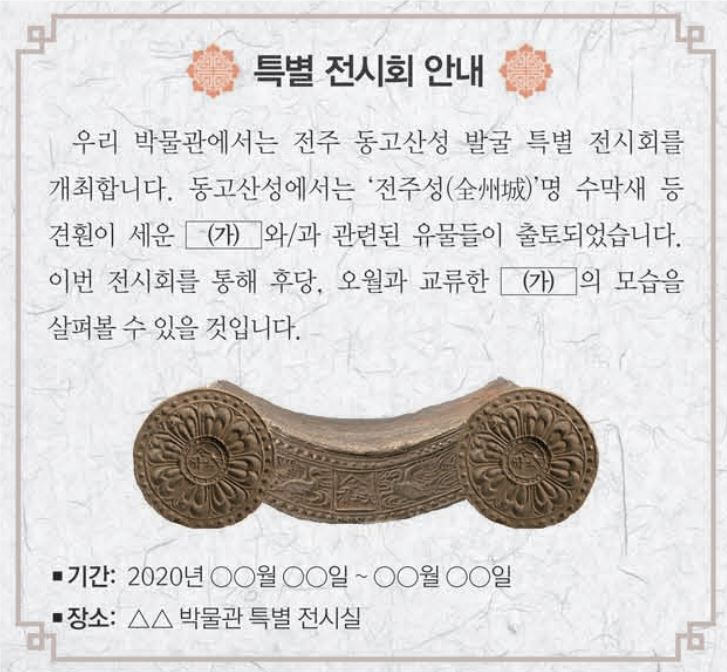 특별 전시회 안내
우리 박물관에서는 전주 동고산성 발굴 특별 전시회를
개최합니다. 동고산성에서는 ‘전주성(全州城)’명 수막새 등
견훤이 세운 (가) 와/과 관련된 유물들이 출토되었습니다.
이번 전시회를 통해 후당, 오월과 교류한 (가) 의 모습을
살펴볼 수 있을 것입니다.
■ 기간: 2020년 ○○월 ○○일 ~ ○○월 ○○일
■ 장소: △△ 박물관 특별 전시실